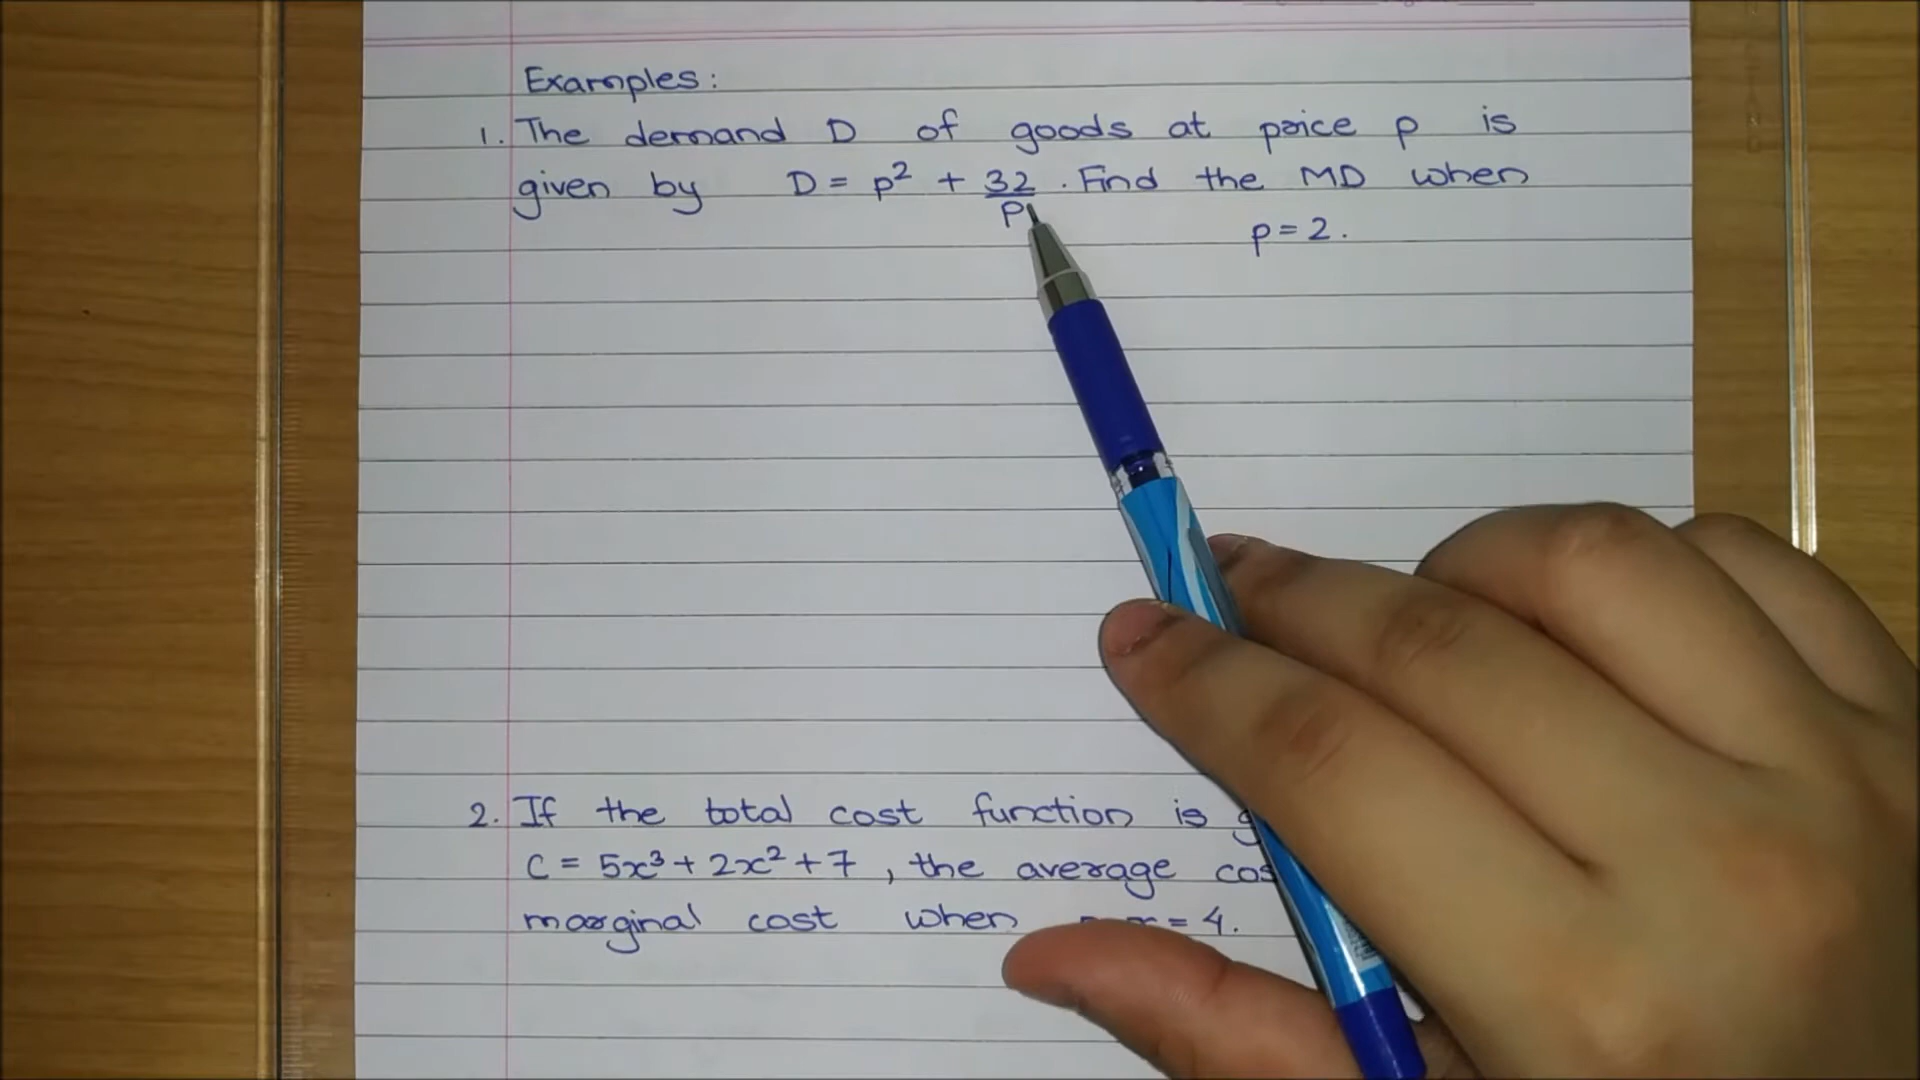 Examples:
1. The demand D of goods at price p is
given by D = p² + 32/p. Find the MD when
p = 2.
2. If the total cost function is
C = 5x³ + 2x² + 7, the average
marginal cost when x = 4.